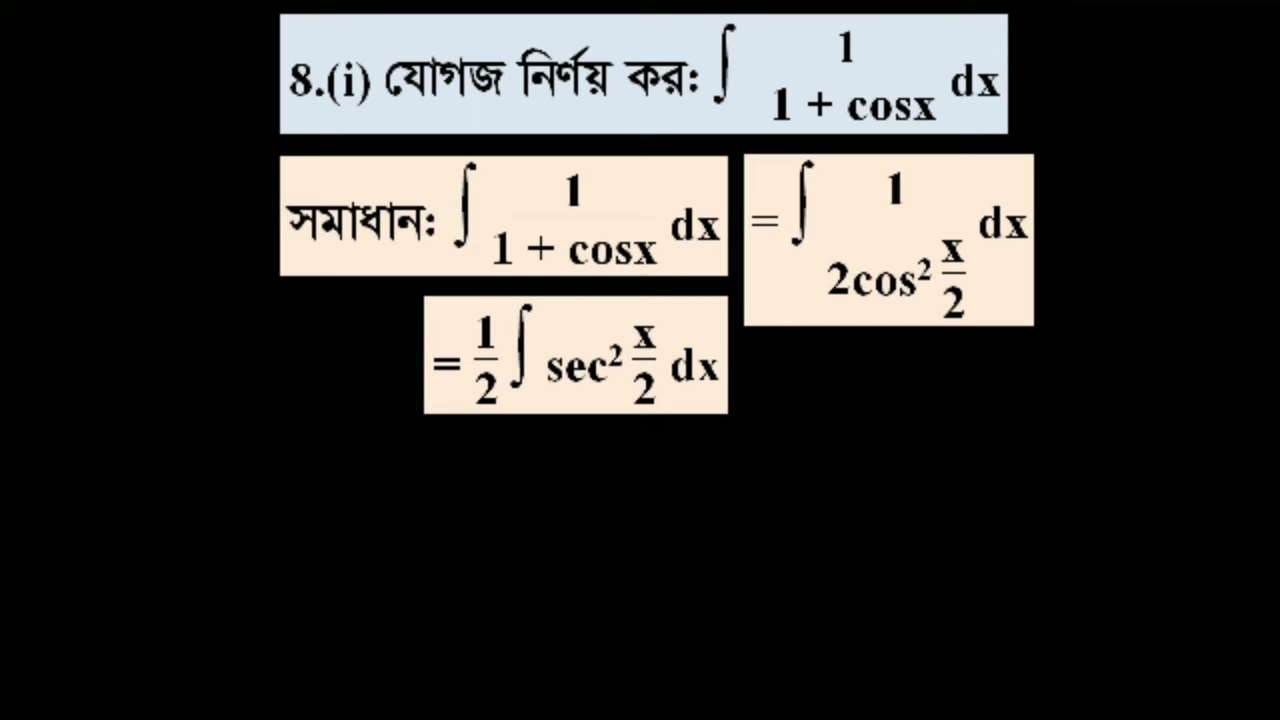 8.(i) যোগজ নির্ণয় করঃ ∫ 1 / 1 + cosx dx
সমাধানঃ ∫ 1 / 1 + cosx dx = ∫ 1 / 2cos² x/2 dx
= 1/2 ∫ sec² x/2 dx